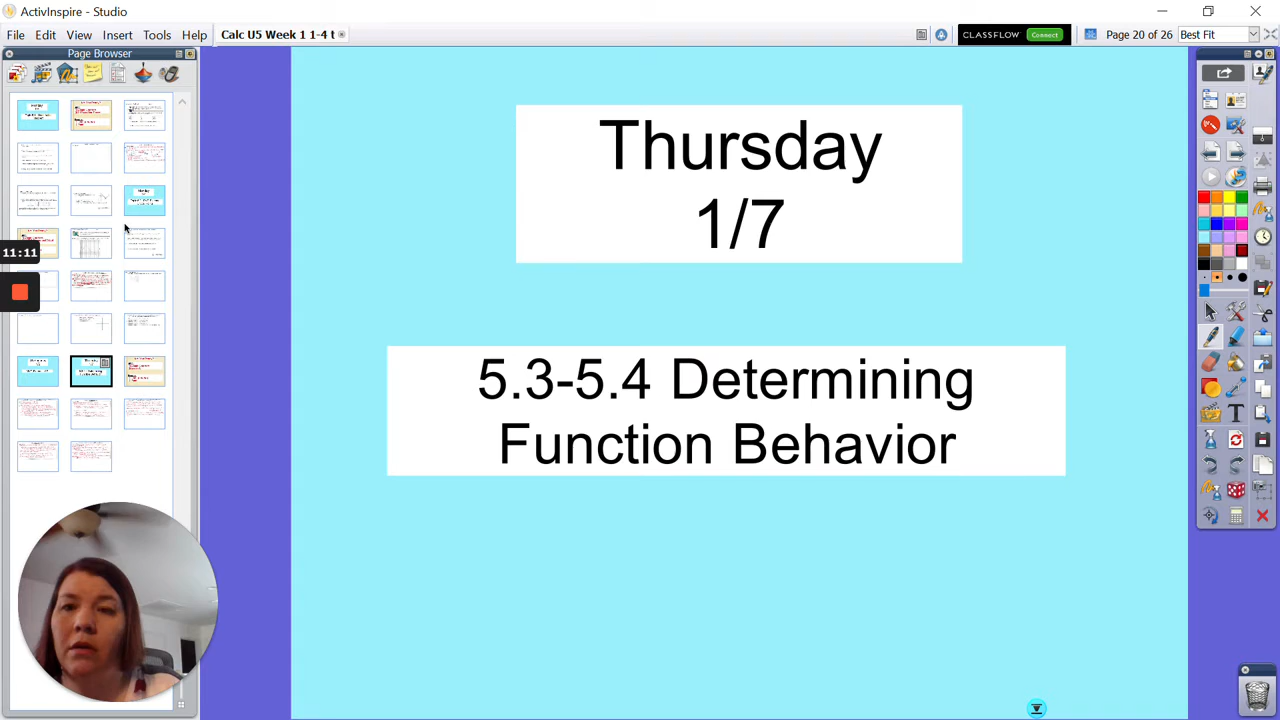 ActivInspire - Studio
File Edit View Insert Tools Help
Calc U5 Week 1 1-4 t
CLASSFLOW Connect
Page 20 of 26
Best Fit
Page Browser
11:11
Thursday
1/7
5.3-5.4 Determining
Function Behavior